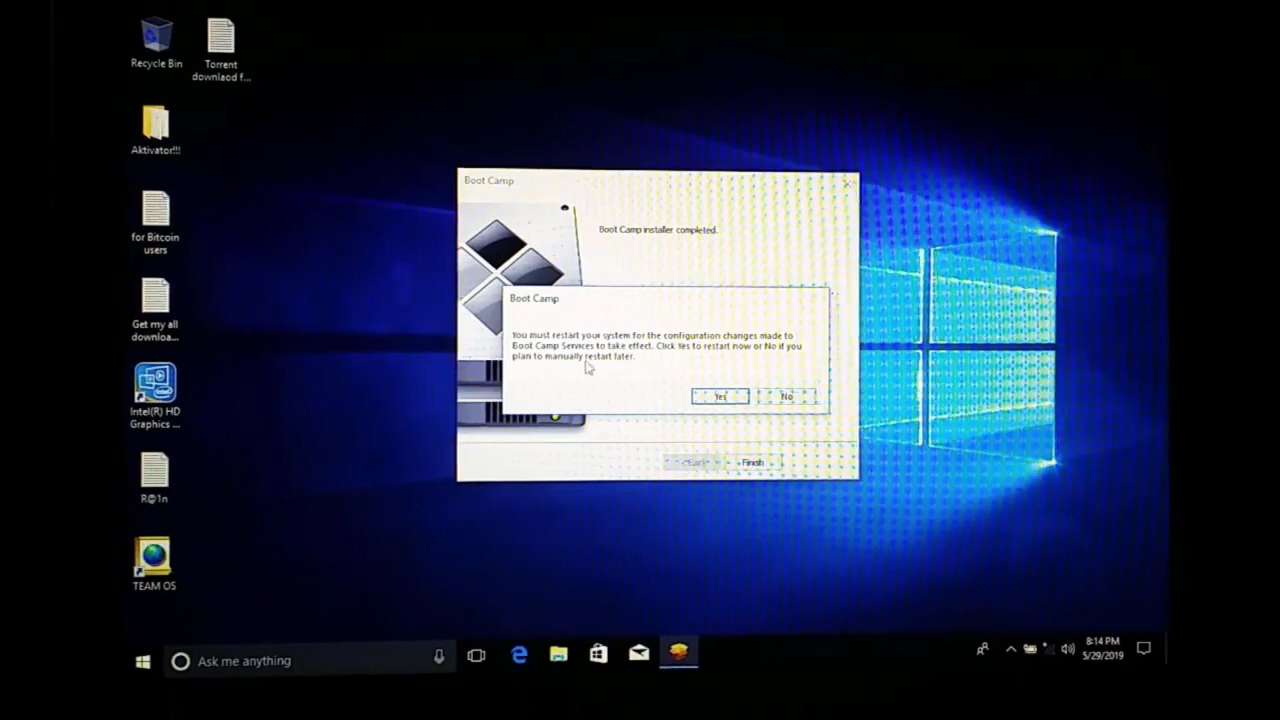 Recycle Bin
Torrent
downlaod f...
Aktivator!!!
for Bitcoin
users
Get my all
downloa...
Intel(R) HD
Graphics ...
R@1n
TEAM OS
Boot Camp
Boot Camp installer completed.
Boot Camp
You must restart your system for the configuration changes made to
Boot Camp Services to take effect. Click Yes to restart now or No if you
plan to manually restart later.
Yes
No
Finish
Ask me anything
8:14 PM
5/29/2019